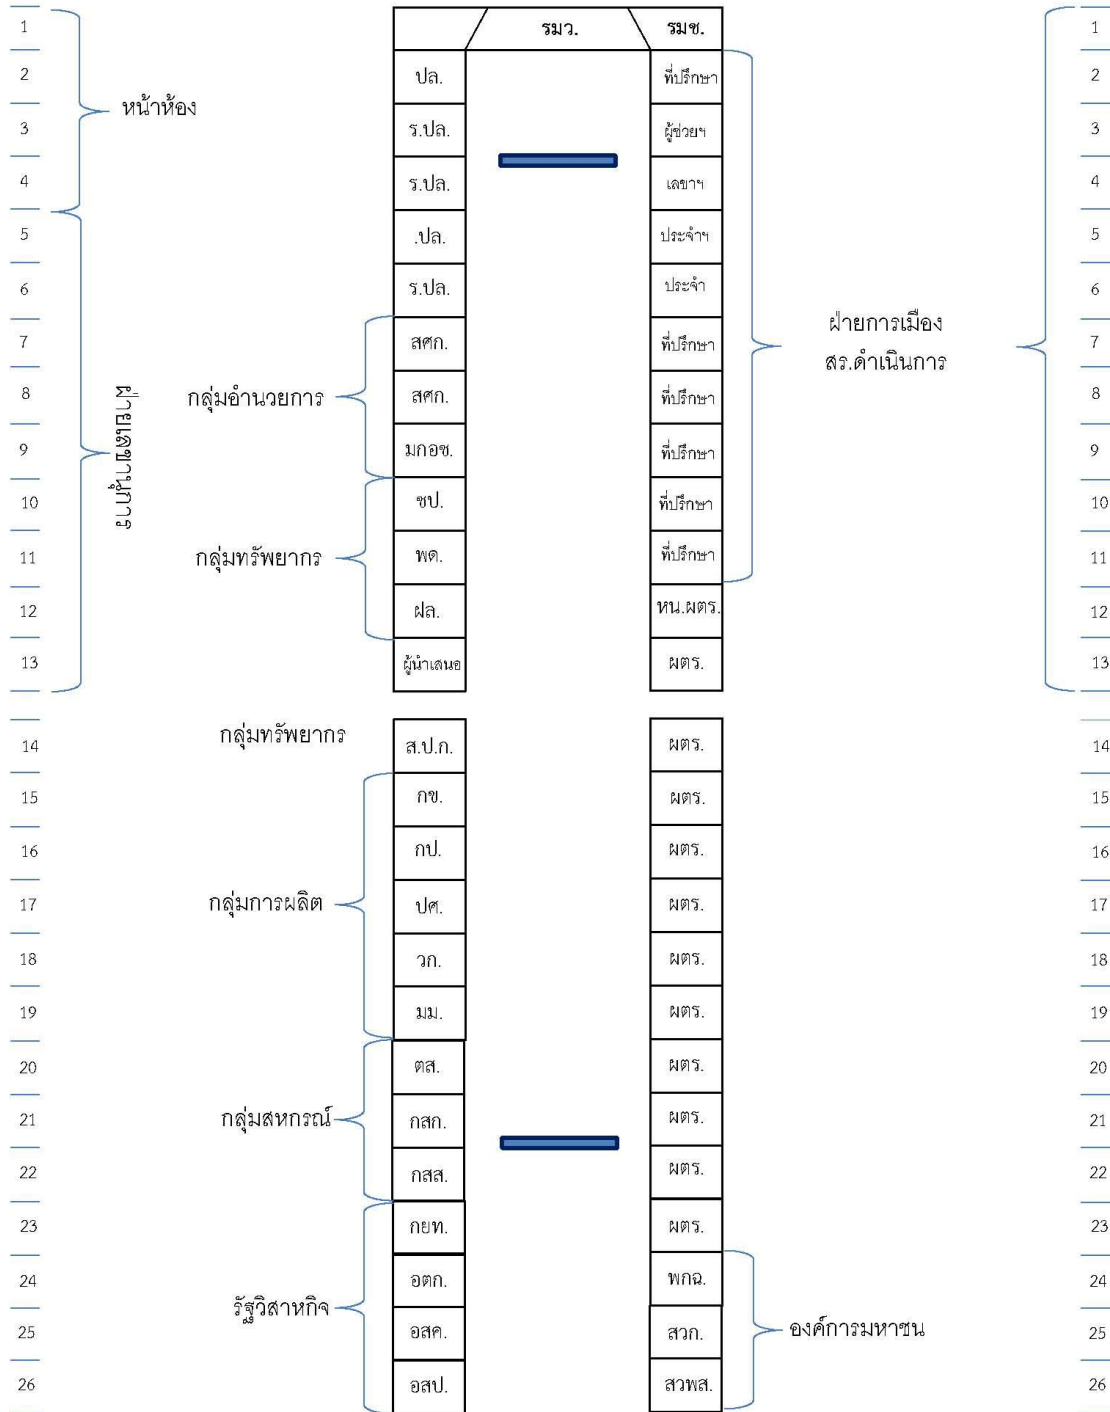 1 รมว. รมช. 1
2 ปล. ที่ปรึกษา 2
หน้าห้อง
3 ร.ปล. ผู้ช่วยฯ 3
4 ร.ปล. เลขาฯ 4
5 .ปล. ประจำฯ 5
6 ร.ปล. ประจำ 6
ฝ่ายการเมือง
7 สศก. ที่ปรึกษา 7
สร.ดำเนินการ
8 กลุ่มอำนวยการ สศก. ที่ปรึกษา 8
ฝ่ายเลขานุการ
9 มกอช. ที่ปรึกษา 9
10 ชป. ที่ปรึกษา 10
11 กลุ่มทรัพยากร พด. ที่ปรึกษา 11
12 ฝล. หน.ผตร. 12
13 ผู้นำเสนอ ผตร. 13
14 กลุ่มทรัพยากร ส.ป.ก. ผตร. 14
15 กข. ผตร. 15
16 กป. ผตร. 16
17 กลุ่มการผลิต ปศ. ผตร. 17
18 วก. ผตร. 18
19 มม. ผตร. 19
20 ตส. ผตร. 20
21 กลุ่มสหกรณ์ กสก. ผตร. 21
22 กสส. ผตร. 22
23 กยท. ผตร. 23
24 อตก. พกฉ. 24
รัฐวิสาหกิจ
25 อสค. สวก. องค์การมหาชน 25
26 อสป. สวพส. 26